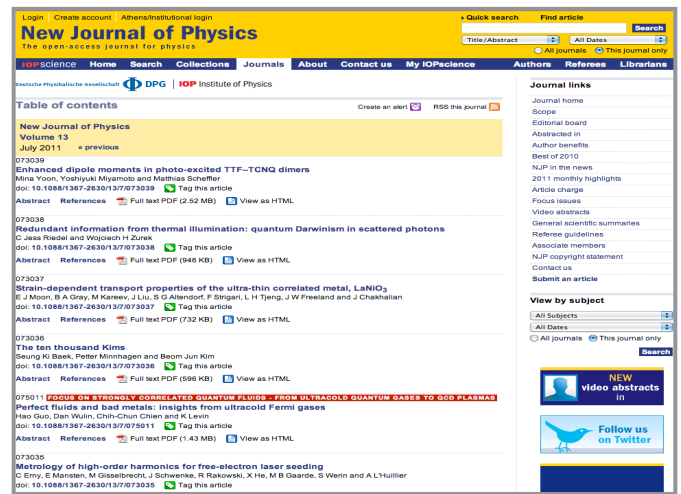 Login Create account Athens/Institutional login
New Journal of Physics
The open-access journal for physics
Quick search Find article
Search
Title/Abstract All Dates
All journals This journal only
IOPscience Home Search Collections Journals About Contact us My IOPscience Authors Referees Librarians
Deutsche Physikalische Gesellschaft DPG IOP Institute of Physics
Table of contents
Create an alert RSS this journal
New Journal of Physics
Volume 13
July 2011 « previous
073039
Enhanced dipole moments in photo-excited TTF–TCNQ dimers
Mina Yoon, Yoshiyuki Miyamoto and Matthias Scheffler
doi: 10.1088/1367-2630/13/7/073039 Tag this article
Abstract References Full text PDF (2.52 MB) View as HTML
073038
Redundant information from thermal illumination: quantum Darwinism in scattered photons
C Jess Riedel and Wojciech H Zurek
doi: 10.1088/1367-2630/13/7/073038 Tag this article
Abstract References Full text PDF (946 KB) View as HTML
073037
Strain-dependent transport properties of the ultra-thin correlated metal, LaNiO3
E J Moon, B A Gray, M Kareev, J Liu, S G Altendorf, F Strigari, L H Tjeng, J W Freeland and J Chakhalian
doi: 10.1088/1367-2630/13/7/073037 Tag this article
Abstract References Full text PDF (732 KB) View as HTML
073036
The ten thousand Kims
Seung Ki Baek, Petter Minnhagen and Beom Jun Kim
doi: 10.1088/1367-2630/13/7/073036 Tag this article
Abstract References Full text PDF (596 KB) View as HTML
075011 FOCUS ON STRONGLY CORRELATED QUANTUM FLUIDS - FROM ULTRACOLD QUANTUM GASES TO QCD PLASMAS
Perfect fluids and bad metals: insights from ultracold Fermi gases
Hao Guo, Dan Wulin, Chih-Chun Chien and K Levin
doi: 10.1088/1367-2630/13/7/075011 Tag this article
Abstract References Full text PDF (1.43 MB) View as HTML
073035
Metrology of high-order harmonics for free-electron laser seeding
C Erny, E Mansten, M Gisselbrecht, J Schwenke, R Rakowski, X He, M B Gaarde, S Werin and A L'Huillier
doi: 10.1088/1367-2630/13/7/073035 Tag this article
Journal links
Journal home
Scope
Editorial board
Abstracted in
Author benefits
Best of 2010
NJP in the news
2011 monthly highlights
Article charge
Focus issues
Video abstracts
General scientific summaries
Referee guidelines
Associate members
NJP copyright statement
Contact us
Submit an article
View by subject
All Subjects
All Dates
All journals This journal only
Search
NEW
video abstracts
in
Follow us
on Twitter